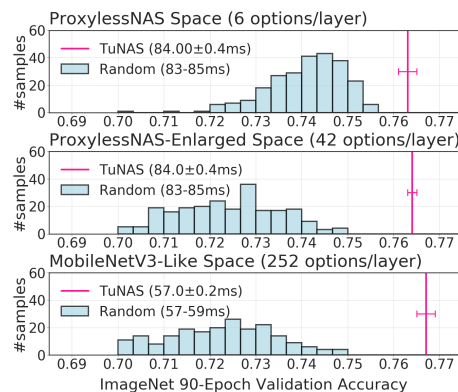 ProxylessNAS Space (6 options/layer)
60
40
20
0
#samples
TuNAS (84.00±0.4ms)
Random (83-85ms)
0.69 0.70 0.71 0.72 0.73 0.74 0.75 0.76 0.77
ProxylessNAS-Enlarged Space (42 options/layer)
60
40
20
0
#samples
TuNAS (84.0±0.4ms)
Random (83-85ms)
0.69 0.70 0.71 0.72 0.73 0.74 0.75 0.76 0.77
MobileNetV3-Like Space (252 options/layer)
60
40
20
0
#samples
TuNAS (57.0±0.2ms)
Random (57-59ms)
0.69 0.70 0.71 0.72 0.73 0.74 0.75 0.76 0.77
ImageNet 90-Epoch Validation Accuracy